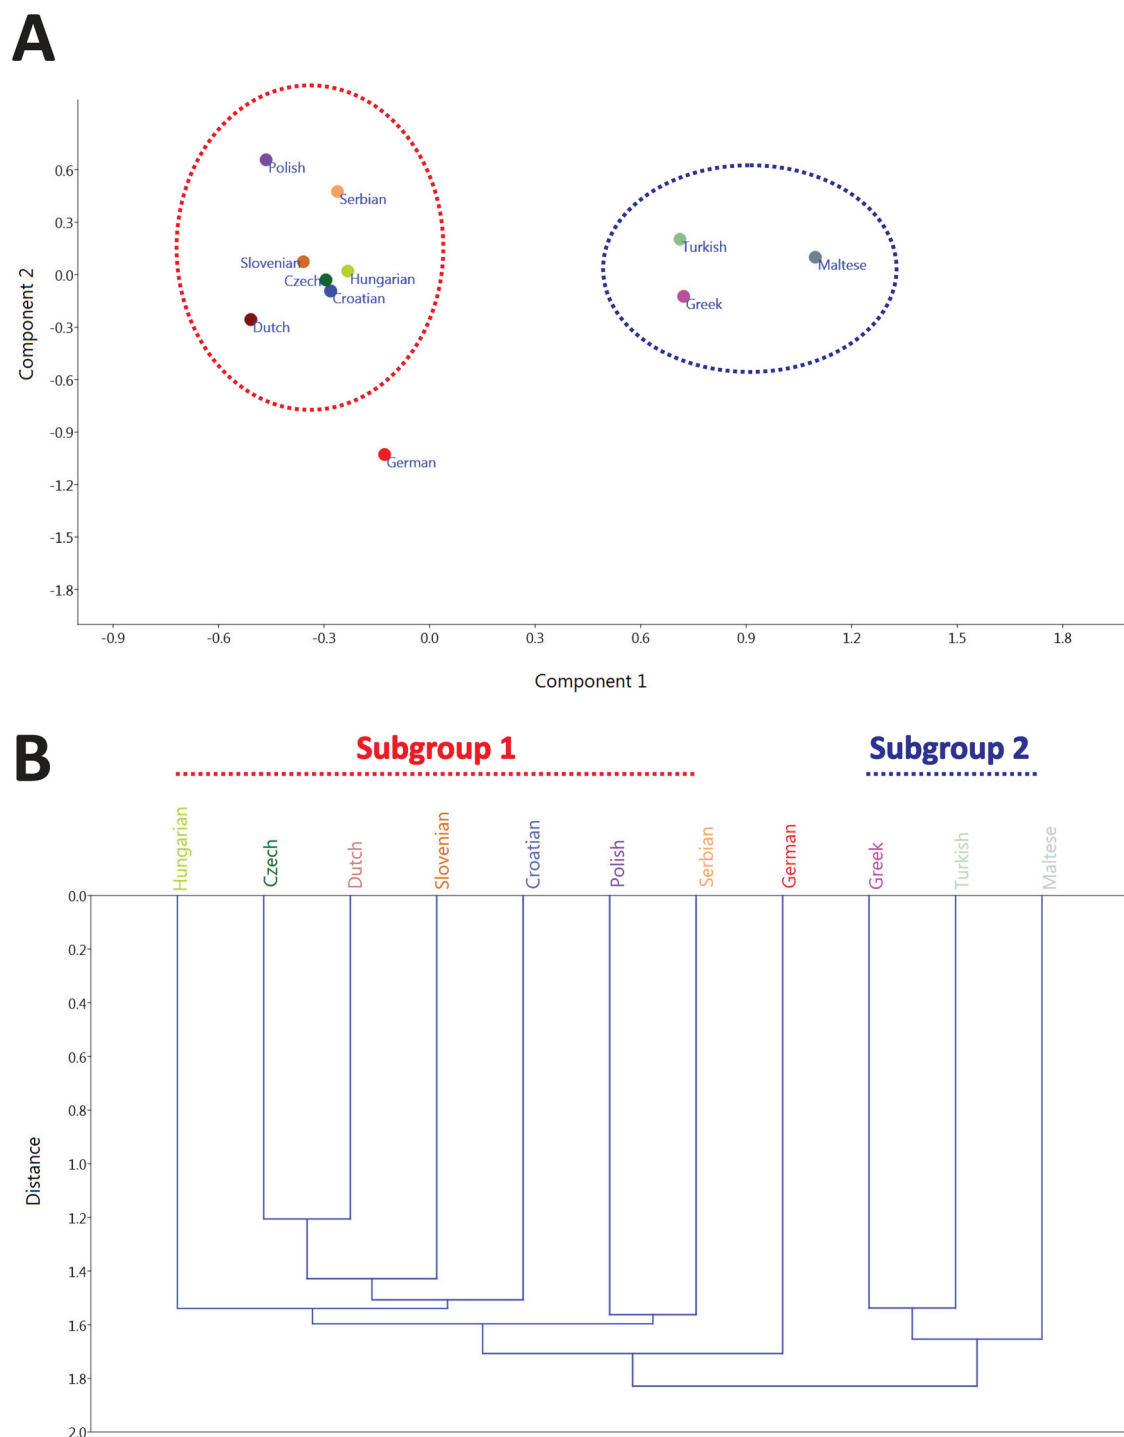 A
0.6
0.3
0.0
-0.3
-0.6
-0.9
-1.2
-1.5
-1.8
Component 2
Polish
Serbian
Slovenian
Czech
Hungarian
Croatian
Dutch
German
Turkish
Maltese
Greek
-0.9 -0.6 -0.3 0.0 0.3 0.6 0.9 1.2 1.5 1.8
Component 1
B
Subgroup 1 Subgroup 2
Hungarian
Czech
Dutch
Slovenian
Croatian
Polish
Serbian
German
Greek
Turkish
Maltese
0.0
0.2
0.4
0.6
0.8
1.0
1.2
1.4
1.6
1.8
2.0
Distance